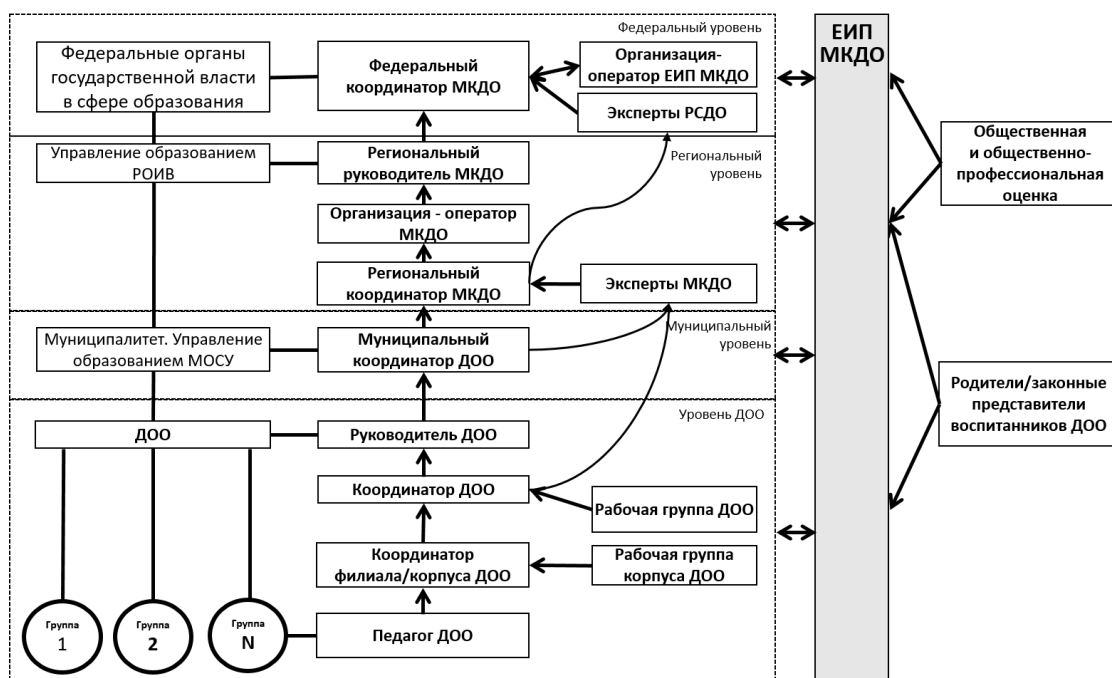 Федеральный уровень
ЕИП
МКДО
Федеральные органы
государственной власти
в сфере образования
Федеральный
координатор МКДО
Организация-
оператор ЕИП МКДО
Эксперты РСДО
Общественная
и общественно-
профессиональная
оценка
Управление образованием
РОИВ
Региональный
руководитель МКДО
Региональный
уровень
Организация - оператор
МКДО
Региональный
координатор МКДО
Эксперты МКДО
Муниципалитет. Управление
образованием МОСУ
Муниципальный
координатор ДОО
Муниципальный
уровень
Родители/законные
представители
воспитанников ДОО
Уровень ДОО
ДОО
Руководитель ДОО
Координатор ДОО
Рабочая группа ДОО
Координатор
филиала/корпуса ДОО
Рабочая группа
корпуса ДОО
Группа
1
Группа
2
Группа
N
Педагог ДОО